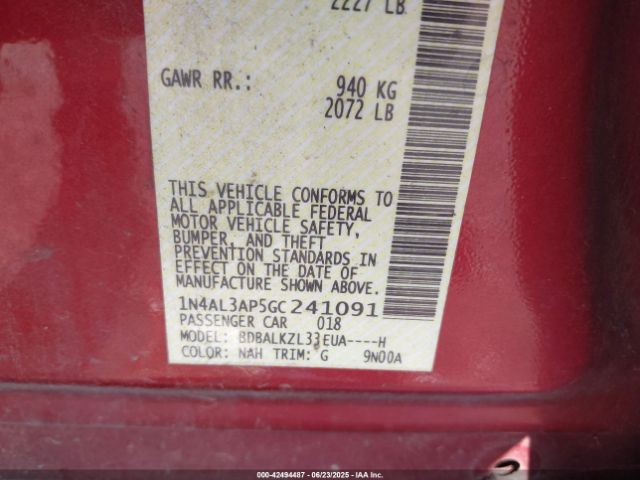 2227 LB
GAWR RR.: 940 KG
2072 LB
THIS VEHICLE CONFORMS TO
ALL APPLICABLE FEDERAL
MOTOR VEHICLE SAFETY,
BUMPER, AND THEFT
PREVENTION STANDARDS IN
EFFECT ON THE DATE OF
MANUFACTURE SHOWN ABOVE.
1N4AL3AP5GC241091
PASSENGER CAR 018
MODEL: BDBALKZL33EUA----H
COLOR: NAH TRIM: G 9N00A
000-42494487 - 06/23/2025 - IAA Inc.